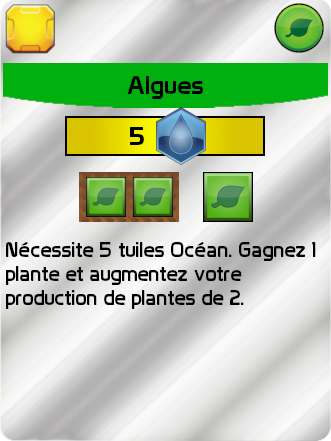 Algues
5
Nécessite 5 tuiles Océan. Gagnez 1
plante et augmentez votre
production de plantes de 2.